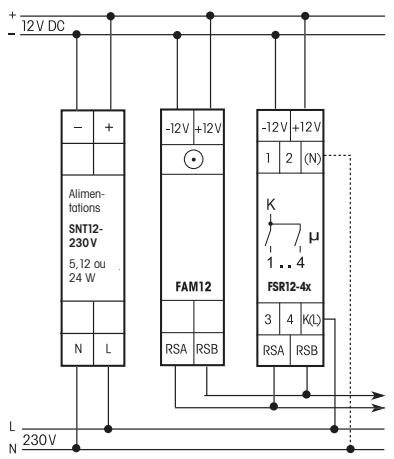 +
12V DC
−
− +
Alimen-
tations
SNT12-
230V
5,12 ou
24 W
N L
-12V +12V
FAM12
RSA RSB
-12V +12V
1 2 (N)
K
µ
1 .. 4
FSR12-4x
3 4 K(L)
RSA RSB
L
N 230V